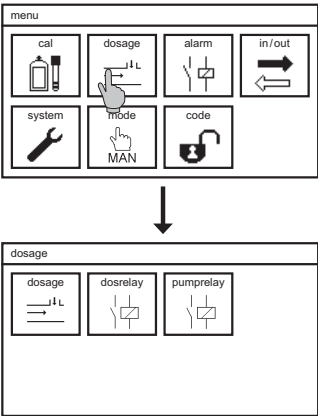 menu
cal dosage alarm in/out
system mode code
MAN
dosage
dosage dosrelay pumprelay